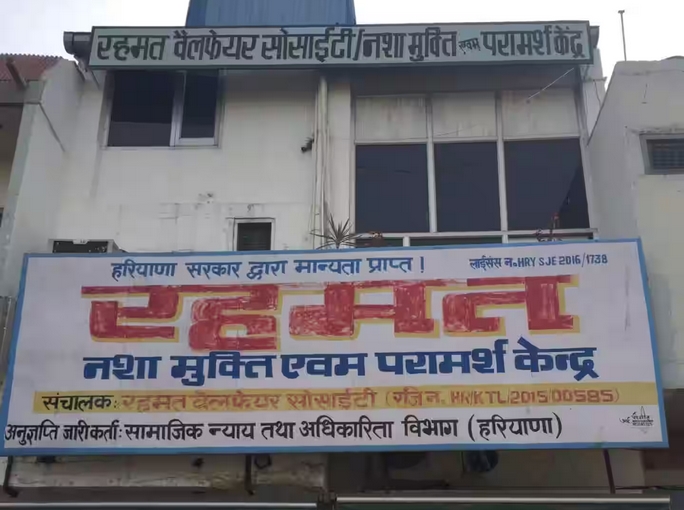 रहमत वैलफेयर सोसाईटी/नशा मुक्ति एवम परामर्श केंद्र
हरियाणा सरकार द्वारा मान्यता प्राप्त !
लाईसेंस न॰HRY SJE 2016/1738
रहमत
नशा मुक्ति एवम परामर्श केन्द्र
संचालक: रहमत वेलफेयर सोसाईटी (रजि न. HR/KTL/2015/00585)
अनुज्ञप्ति जारीकर्ता: सामाजिक न्याय तथा अधिकारिता विभाग (हरियाणा)